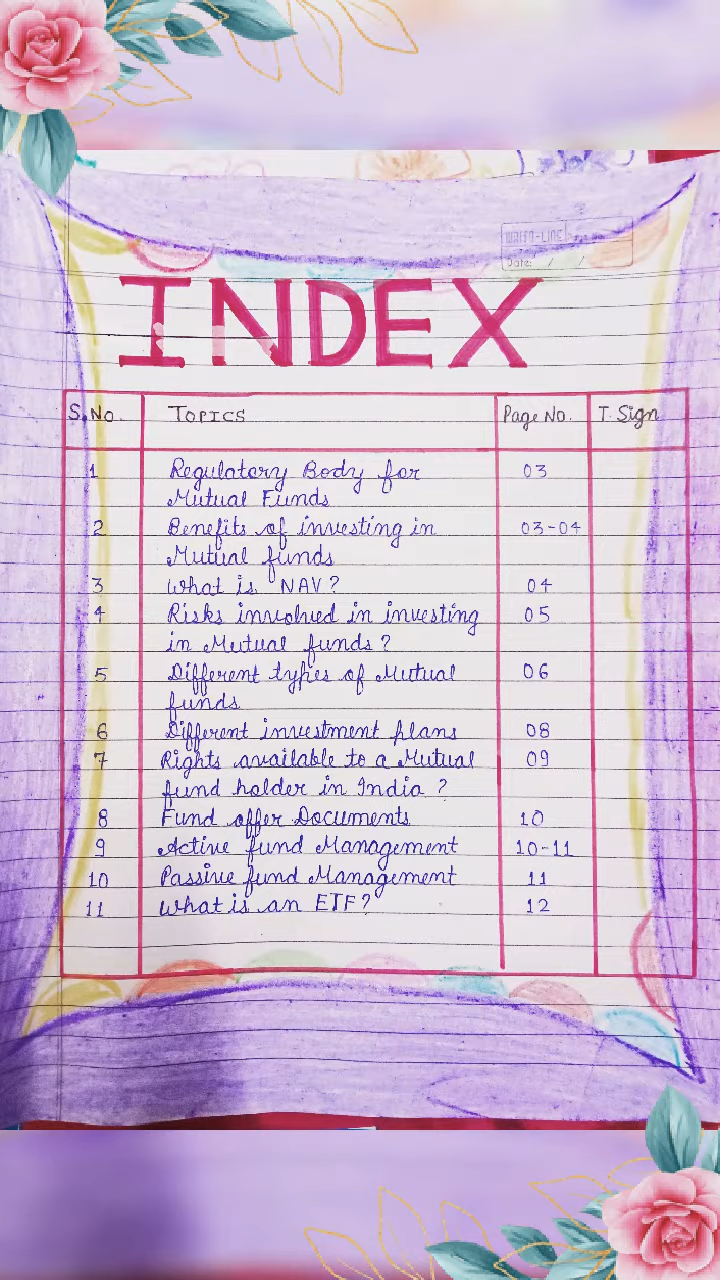 WRITE-LINE
Date: / /
INDEX
S.No. Topics Page No. T. Sign
1 Regulatory Body for 03
Mutual Funds
2 Benefits of investing in 03-04
Mutual funds
3 What is NAV? 04
4 Risks involved in investing 05
in Mutual funds?
5 Different types of Mutual 06
funds
6 Different investment plans 08
7 Rights available to a Mutual 09
fund holder in India ?
8 Fund offer Documents 10
9 Active fund Management 10-11
10 Passive fund Management 11
11 What is an ETF? 12